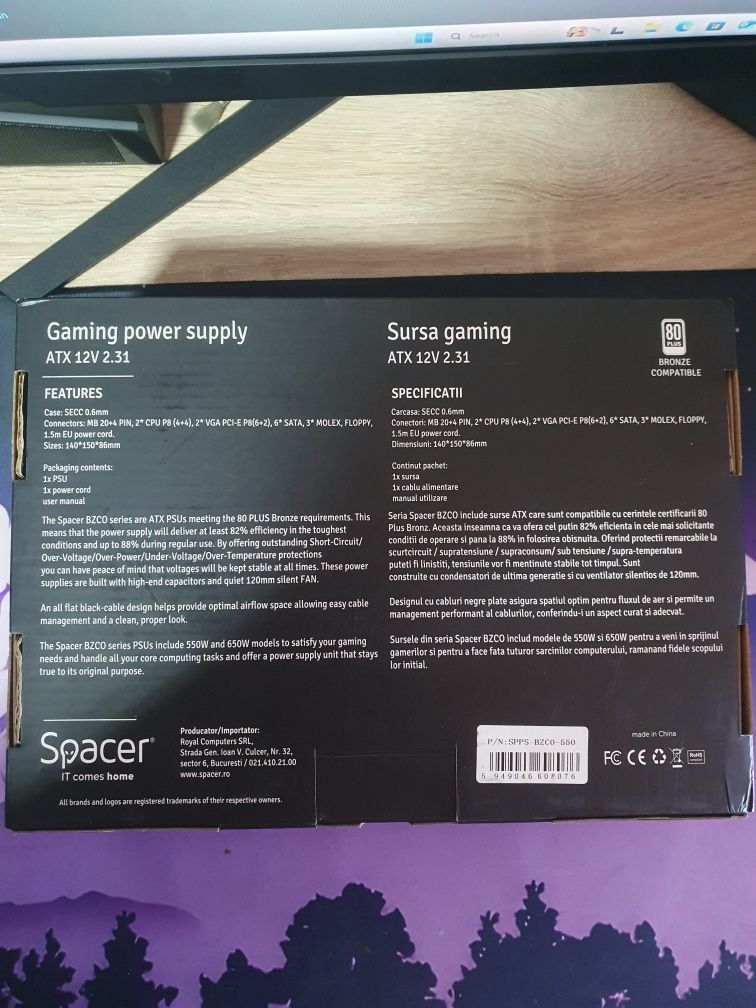 Search
Gaming power supply
ATX 12V 2.31
FEATURES
Case: SECC 0.6mm
Connectors: MB 20+4 PIN, 2* CPU P8 (4+4), 2* VGA PCI-E P8(6+2), 6* SATA, 3* MOLEX, FLOPPY,
1.5m EU power cord.
Sizes: 140*150*86mm
Packaging contents:
1x PSU
1x power cord
user manual
The Spacer BZCO series are ATX PSUs meeting the 80 PLUS Bronze requirements. This
means that the power supply will deliver at least 82% efficiency in the toughest
conditions and up to 88% during regular use. By offering outstanding Short-Circuit/
Over-Voltage/Over-Power/Under-Voltage/Over-Temperature protections
you can have peace of mind that voltages will be kept stable at all times. These power
supplies are built with high-end capacitors and quiet 120mm silent FAN.
An all flat black-cable design helps provide optimal airflow space allowing easy cable
management and a clean, proper look.
The Spacer BZCO series PSUs include 550W and 650W models to satisfy your gaming
needs and handle all your core computing tasks and offer a power supply unit that stays
true to its original purpose.
Sursa gaming
ATX 12V 2.31
80
PLUS
BRONZE
COMPATIBLE
SPECIFICATII
Carcasa: SECC 0.6mm
Conectori: MB 20+4 PIN, 2* CPU P8 (4+4), 2* VGA PCI-E P8(6+2), 6* SATA, 3* MOLEX, FLOPPY,
1.5m EU power cord.
Dimensiuni: 140*150*86mm
Continut pachet:
1x sursa
1x cablu alimentare
manual utilizare
Seria Spacer BZCO include surse ATX care sunt compatibile cu cerintele certificarii 80
Plus Bronz. Aceasta inseamna ca va ofera cel putin 82% eficienta in cele mai solicitante
conditii de operare si pana la 88% in folosirea obisnuita. Oferind protectii remarcabile la
scurtcircuit / supratensiune / supraconsum/ sub tensiune / supra-temperatura
puteti fi linistiti, tensiunile vor fi mentinute stabile tot timpul. Sunt
construite cu condensatori de ultima generatie si cu ventilator silentios de 120mm.
Designul cu cabluri negre plate asigura spatiul optim pentru fluxul de aer si permite un
management performant al cablurilor, conferindu-i un aspect curat si adecvat.
Sursele din seria Spacer BZCO includ modele de 550W si 650W pentru a veni in sprijinul
gamerilor si pentru a face fata tuturor sarcinilor computerului, ramanand fidele scopului
lor initial.
Spacer®
IT comes home
Producator/Importator:
Royal Computers SRL,
Strada Gen. Ioan V. Culcer, Nr. 32,
sector 6, Bucuresti / 021.410.21.00
www.spacer.ro
All brands and logos are registered trademarks of their respective owners.
P/N:SPPS-BZCO-550
5 949046 608076
made in China
FC CE
RoHS